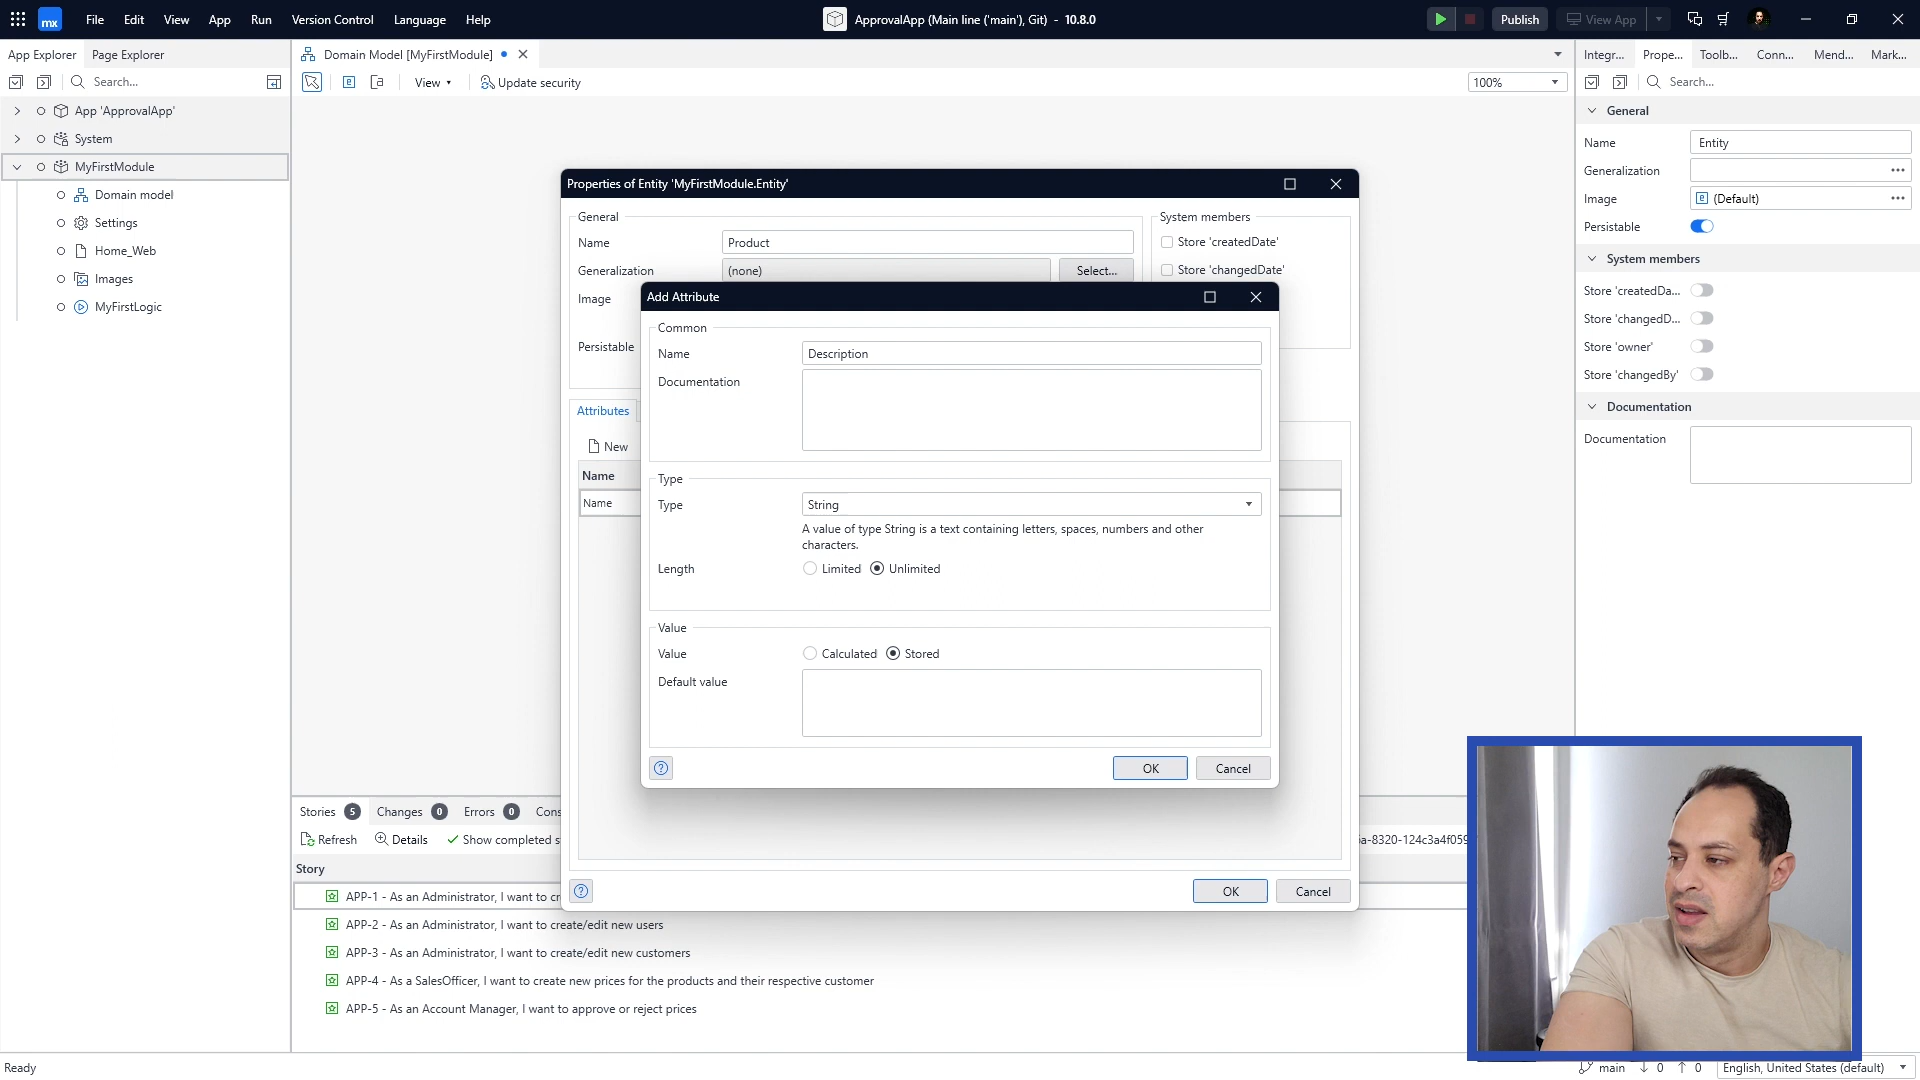 mx File Edit View App Run Version Control Language Help
ApprovalApp (Main line ('main'), Git) - 10.8.0
Publish View App
App Explorer Page Explorer
Domain Model [MyFirstModule]
Integr... Prope... Toolb... Conn... Mend... Mark...
Search...
View Update security
100%
Search...
App 'ApprovalApp'
System
MyFirstModule
Domain model
Settings
Home_Web
Images
MyFirstLogic
General
Name Entity
Generalization
Image (Default)
Persistable
System members
Store 'createdDa...
Store 'changedD...
Store 'owner'
Store 'changedBy'
Documentation
Documentation
Properties of Entity 'MyFirstModule.Entity'
General
Name Product
Generalization (none) Select...
Image
Persistable
System members
Store 'createdDate'
Store 'changedDate'
Attributes
New
Name
Name
OK Cancel
Add Attribute
Common
Name Description
Documentation
Type
Type String
A value of type String is a text containing letters, spaces, numbers and other
characters.
Length Limited Unlimited
Value
Value Calculated Stored
Default value
OK Cancel
Stories 5 Changes 0 Errors 0 Cons
Refresh Details Show completed s
a-8320-124c3a4f059
Story
APP-1 - As an Administrator, I want to cr
APP-2 - As an Administrator, I want to create/edit new users
APP-3 - As an Administrator, I want to create/edit new customers
APP-4 - As a SalesOfficer, I want to create new prices for the products and their respective customer
APP-5 - As an Account Manager, I want to approve or reject prices
Ready
main 0 0 English, United States (default)